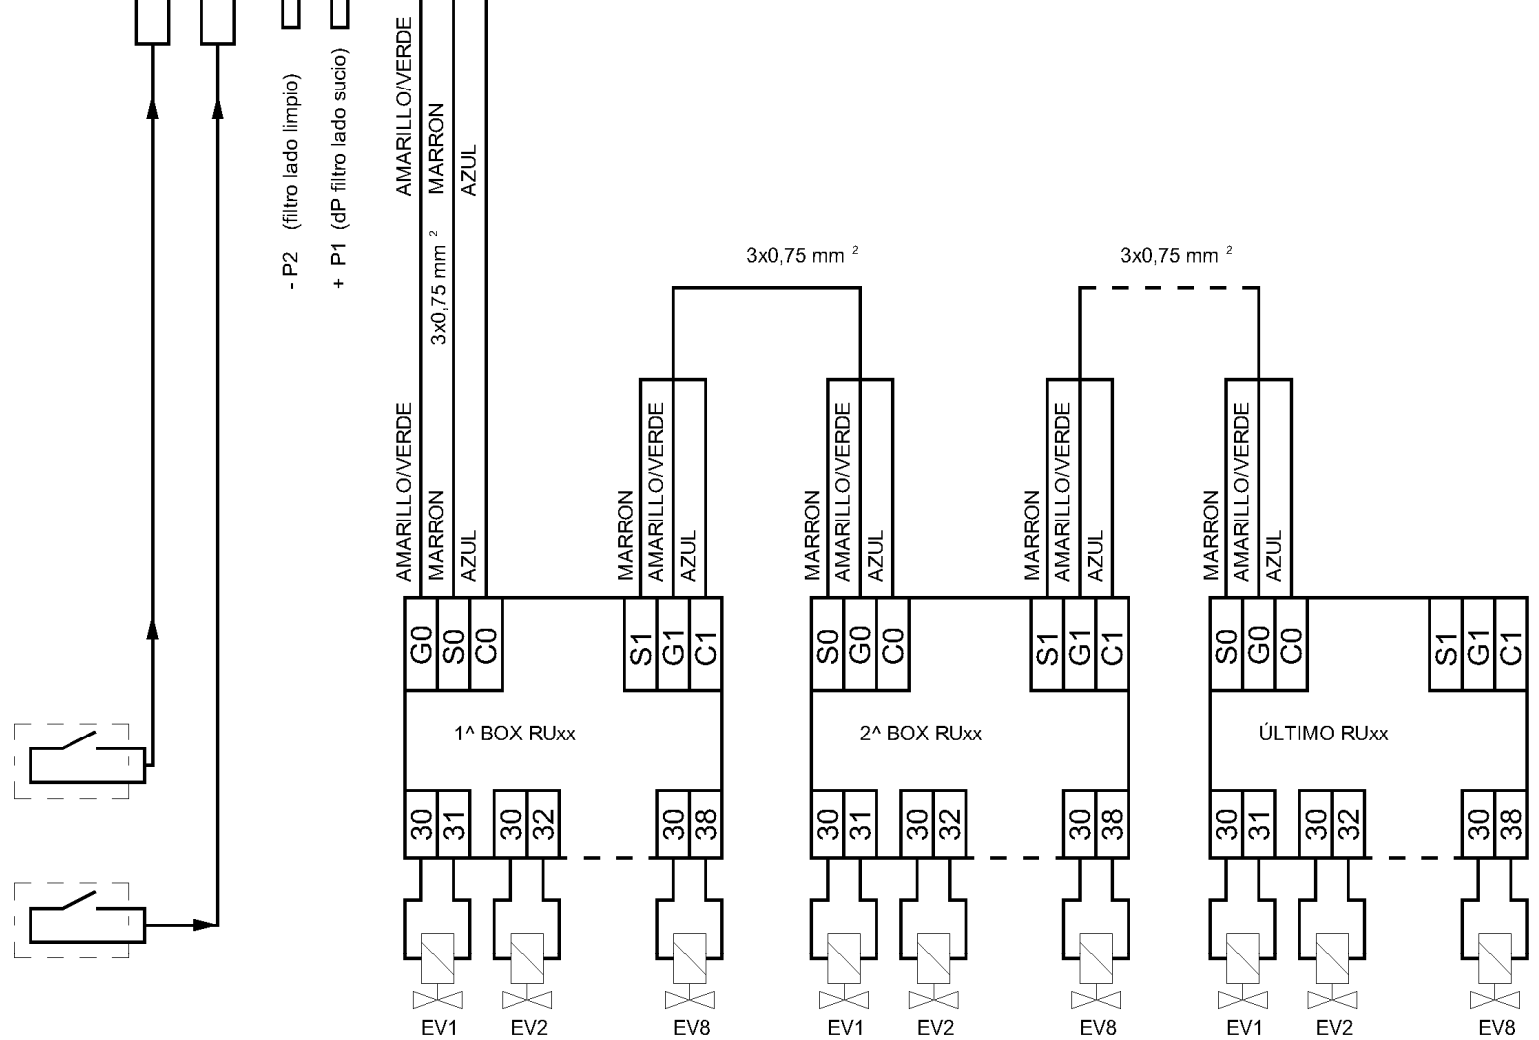 - P2 (filtro lado limpio)
+ P1 (dP filtro lado sucio)
AMARILLO/VERDE
MARRON
AZUL
3x0,75 mm ²
3x0,75 mm ²
3x0,75 mm ²
AMARILLO/VERDE
MARRON
AZUL
MARRON
AMARILLO/VERDE
AZUL
MARRON
AMARILLO/VERDE
AZUL
MARRON
AMARILLO/VERDE
AZUL
MARRON
AMARILLO/VERDE
AZUL
G0 S0 C0 S1 G1 C1
S0 G0 C0 S1 G1 C1
S0 G0 C0 S1 G1 C1
1^ BOX RUxx
2^ BOX RUxx
ÚLTIMO RUxx
30 31 30 32 30 38
30 31 30 32 30 38
30 31 30 32 30 38
EV1 EV2 EV8
EV1 EV2 EV8
EV1 EV2 EV8